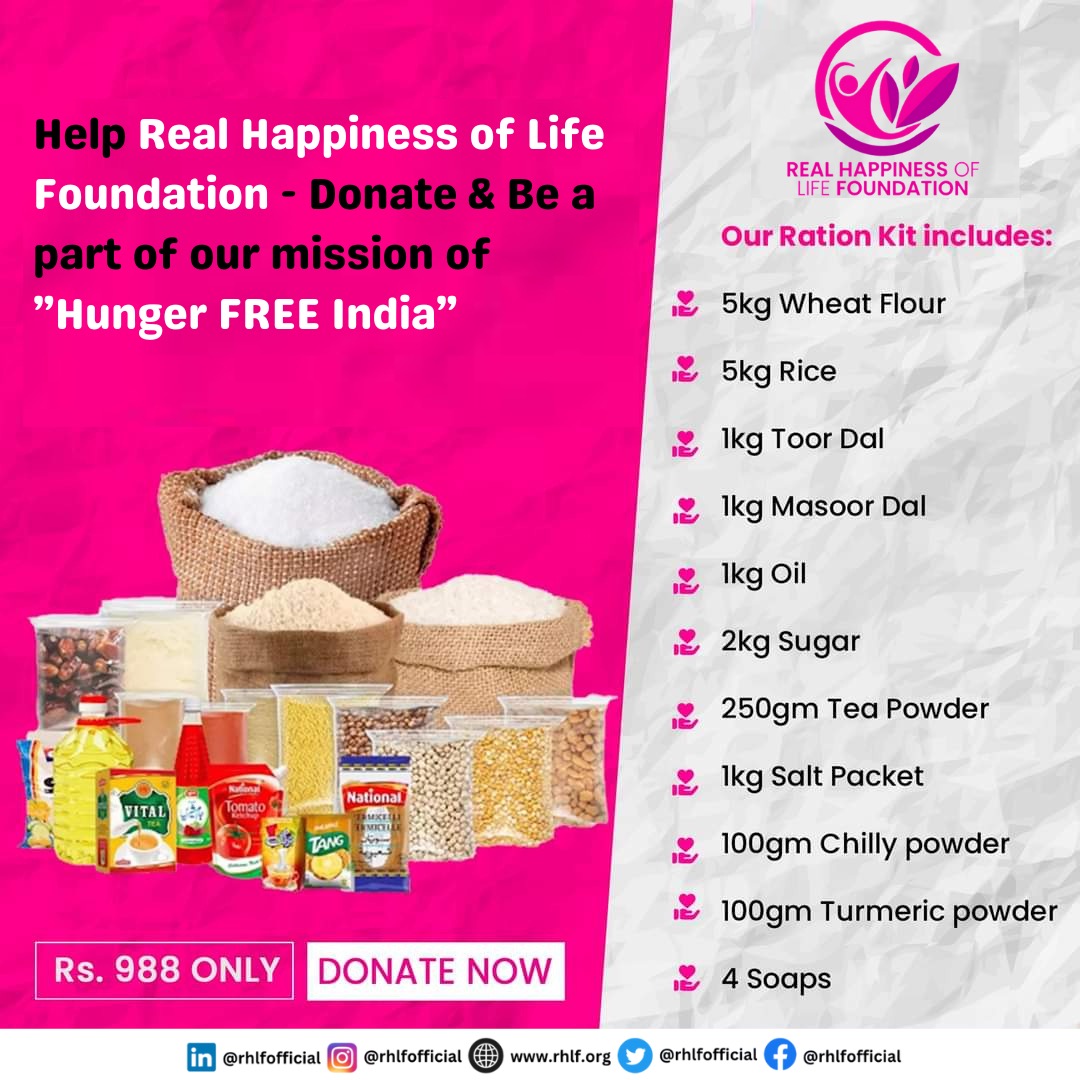 Help Real Happiness of Life
Foundation - Donate & Be a
part of our mission of
”Hunger FREE India”
REAL HAPPINESS OF
LIFE FOUNDATION
Our Ration Kit includes:
5kg Wheat Flour
5kg Rice
1kg Toor Dal
1kg Masoor Dal
1kg Oil
2kg Sugar
250gm Tea Powder
1kg Salt Packet
100gm Chilly powder
100gm Turmeric powder
4 Soaps
VITAL
TEA
National
Tomato
Ketchup
TANG
National
Rs. 988 ONLY
DONATE NOW
@rhlfofficial @rhlfofficial www.rhlf.org @rhlfofficial @rhlfofficial